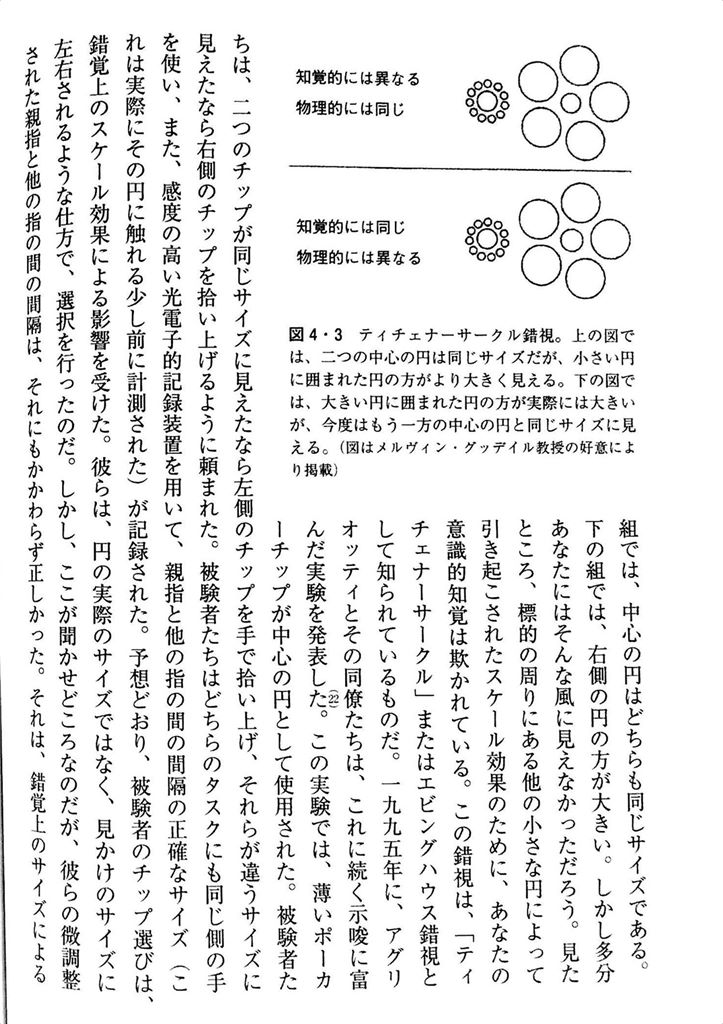 知覚的には異なる
物理的には同じ
知覚的には同じ
物理的には異なる
図4・3 ティチェナーサークル錯視。上の図で
は、二つの中心の円は同じサイズだが、小さい円
に囲まれた円の方がより大きく見える。下の図で
は、大きい円に囲まれた円の方が実際には大きい
が、今度はもう一方の中心の円と同じサイズに見
える。（図はメルヴィン・グッデイル教授の好意によ
り掲載）
組では、中心の円はどちらも同じサイズである。
下の組では、右側の円の方が大きい。しかし多分
あなたにはそんな風に見えなかっただろう。見た
ところ、標的の周りにある他の小さな円によって
引き起こされたスケール効果のために、あなたの
意識的知覚は欺かれている。この錯視は、「ティ
チェナーサークル」またはエビングハウス錯視と
して知られているものだ。一九九五年に、アグリ
オッティとその同僚たちは、これに続く示唆に富
んだ実験を発表した。(22)この実験では、薄いポーカ
ーチップが中心の円として使用された。被験者た
ちは、二つのチップが同じサイズに見えたなら左側のチップを手で拾い上げ、それらが違うサイズに
見えたなら右側のチップを拾い上げるように頼まれた。被験者たちはどちらのタスクにも同じ側の手
を使い、また、感度の高い光電子的記録装置を用いて、親指と他の指の間の間隔の正確なサイズ（こ
れは実際にその円に触れる少し前に計測された）が記録された。予想どおり、被験者のチップ選びは、
錯覚上のスケール効果による影響を受けた。彼らは、円の実際のサイズではなく、見かけのサイズに
左右されるような仕方で、選択を行ったのだ。しかし、ここが聞かせどころなのだが、彼らの微調整
された親指と他の指の間の間隔は、それにもかかわらず正しかった。それは、錯覚上のサイズによる